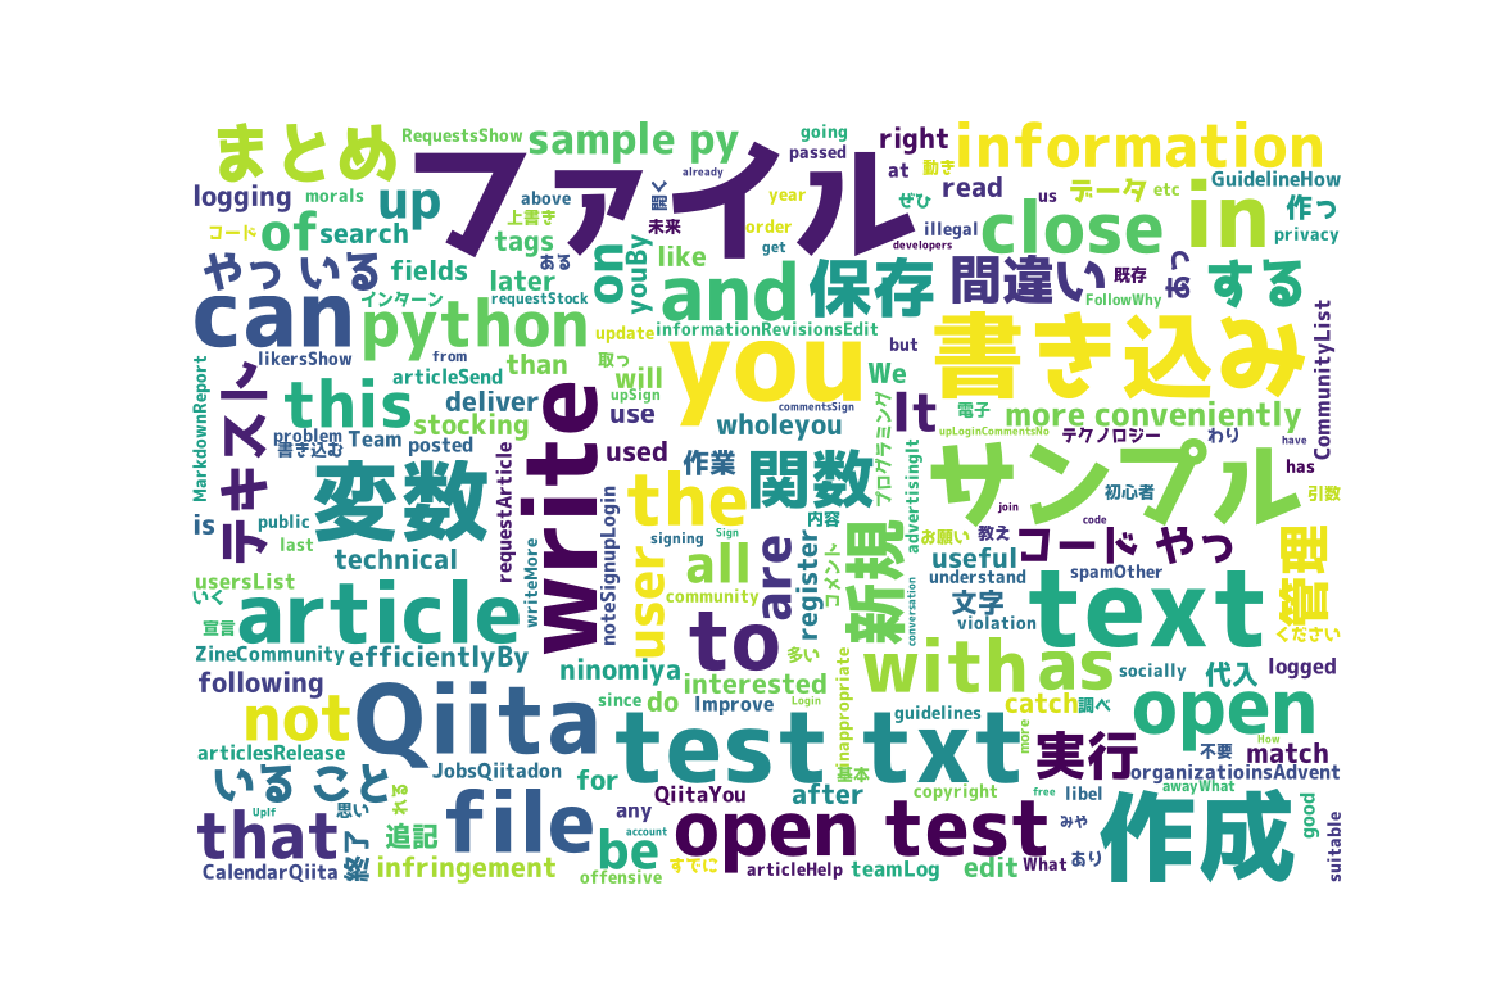 まとめ
RequestsShow
sample py
going
passed
right
information
ファイル
already
at
動き
logging
morals
up
above
上書き
聞く
未来
year
order
get
ぜひ
read
us
データ
etc
GuidelineHow
illegal
developers
close
in
作っ
privacy
コード
of
search
tags
ある
on
youBy
like
やっ いる
fields
later
requestStock
and
保存
間違い
既存
あっ
する
FollowWhy
can
インターン
python
update
informationRevisionsEdit
you
but
書き込み
CommunityList
likersShow
from
than
取っ
articleSend
will
upSign
We
MarkdownReport
テキスト
this
deliver
stocking
write
use
commentsSign
wholeyou
It
電子
more conveniently
problem
Team
posted
書き込む
used
プログラミング
upLoginCommentsNo
テクノロジー
わり
have
変数
requestArticle
the
作業
関数
advertisingIt
サンプル
has
初心者
引数
is
public
last
noteSignupLogin
内容
join
code
signing
Sign
新規
お願い
教え
コード やっ
管理
technical
user
all
are
register
コメント
useful
understand
spamOther
usersList
つく
article
writeMore
community
conversation
文字
violation
text
ください
宣言
to
ZineCommunity
efficientlyBy
ninomiya
多い
inappropriate
with
as
socially
代入
logged
following
interested
not
Qiita
since
do
Improve
Login
guidelines
catch
調べ
open
articlesRelease
test txt
more
実行
How
不要
match
いる こと
JobsQiitadon
for
基本
organizatioinsAdvent
UpIf
思い
れる
QiitaYou
after
copyright
free
libel
awayWhat
that
file
any
account
open test
みや
作成
good
suitable
終了
追記
be
CalendarQiita
infringement
offensive
すでに
articleHelp
teamLog
edit
What
あり